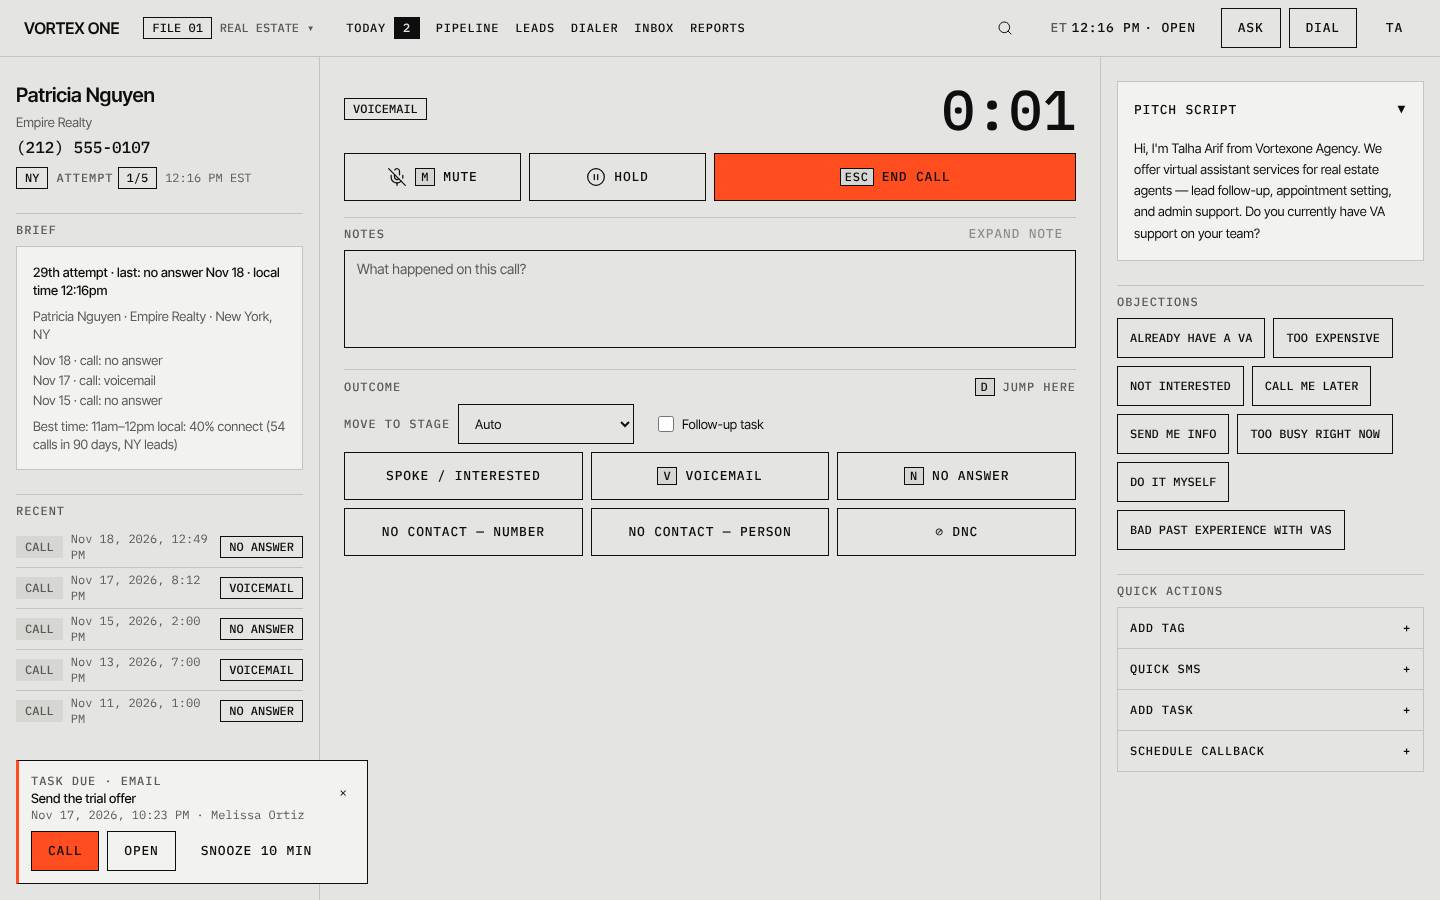 VORTEX ONE
FILE 01 REAL ESTATE ▾
TODAY 2 PIPELINE LEADS DIALER INBOX REPORTS
ET 12:16 PM · OPEN
ASK
DIAL
TA
Patricia Nguyen
Empire Realty
(212) 555-0107
NY ATTEMPT 1/5 12:16 PM EST
BRIEF
29th attempt · last: no answer Nov 18 · local
time 12:16pm
Patricia Nguyen · Empire Realty · New York,
NY
Nov 18 · call: no answer
Nov 17 · call: voicemail
Nov 15 · call: no answer
Best time: 11am–12pm local: 40% connect (54
calls in 90 days, NY leads)
RECENT
CALL Nov 18, 2026, 12:49
PM NO ANSWER
CALL Nov 17, 2026, 8:12
PM VOICEMAIL
CALL Nov 15, 2026, 2:00
PM NO ANSWER
CALL Nov 13, 2026, 7:00
PM VOICEMAIL
CALL Nov 11, 2026, 1:00
PM NO ANSWER
TASK DUE · EMAIL
×
Send the trial offer
Nov 17, 2026, 10:23 PM · Melissa Ortiz
CALL OPEN SNOOZE 10 MIN
VOICEMAIL
0:01
M MUTE
HOLD
ESC END CALL
NOTES
EXPAND NOTE
What happened on this call?
OUTCOME
D JUMP HERE
MOVE TO STAGE Auto Follow-up task
SPOKE / INTERESTED
V VOICEMAIL
N NO ANSWER
NO CONTACT — NUMBER
NO CONTACT — PERSON
⊘ DNC
PITCH SCRIPT ▼
Hi, I'm Talha Arif from Vortexone Agency. We
offer virtual assistant services for real estate
agents — lead follow-up, appointment setting,
and admin support. Do you currently have VA
support on your team?
OBJECTIONS
ALREADY HAVE A VA
TOO EXPENSIVE
NOT INTERESTED
CALL ME LATER
SEND ME INFO
TOO BUSY RIGHT NOW
DO IT MYSELF
BAD PAST EXPERIENCE WITH VAS
QUICK ACTIONS
ADD TAG +
QUICK SMS +
ADD TASK +
SCHEDULE CALLBACK +